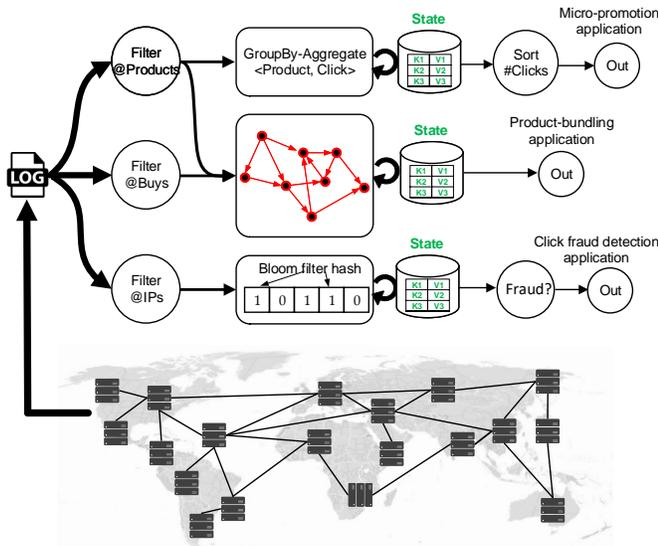 Micro-promotion
application
Filter
@Products
GroupBy-Aggregate
<Product, Click>
State
K1 V1
K2 V2
K3 V3
Sort
#Clicks
Out
Product-bundling
application
LOG
Filter
@Buys
State
K1 V1
K2 V2
K3 V3
Out
Click fraud detection
application
Filter
@IPs
Bloom filter hash
1 0 1 1 0
State
K1 V1
K2 V2
K3 V3
Fraud?
Out